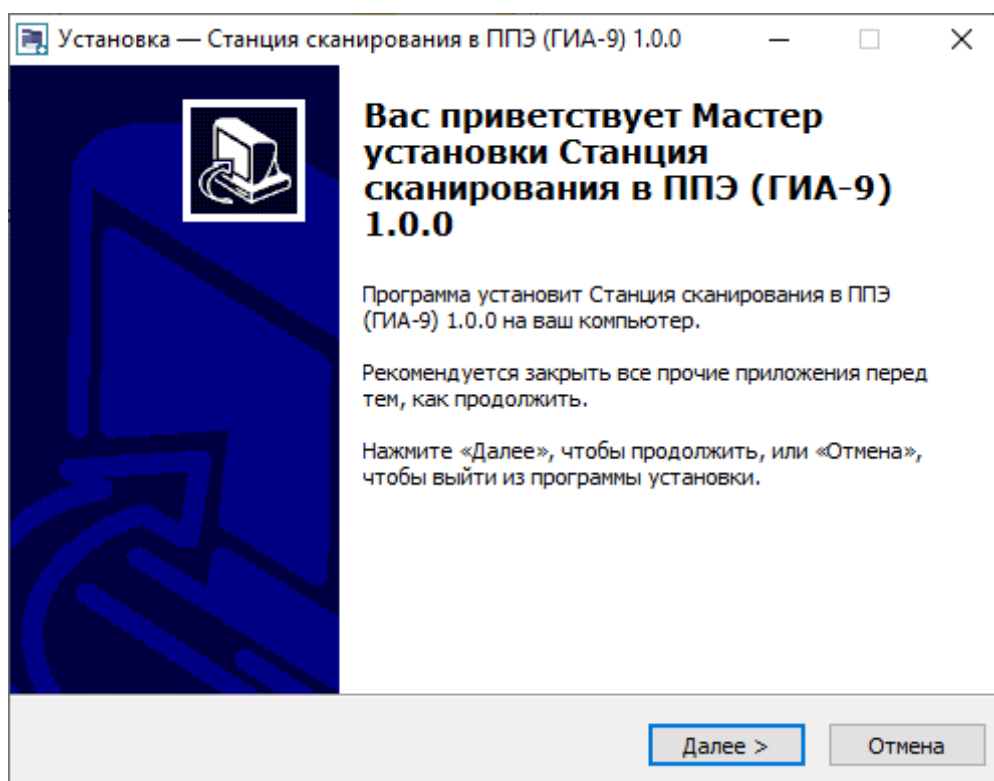 Установка — Станция сканирования в ППЭ (ГИА-9) 1.0.0
Вас приветствует Мастер
установки Станция
сканирования в ППЭ (ГИА-9)
1.0.0
Программа установит Станция сканирования в ППЭ
(ГИА-9) 1.0.0 на ваш компьютер.
Рекомендуется закрыть все прочие приложения перед
тем, как продолжить.
Нажмите «Далее», чтобы продолжить, или «Отмена»,
чтобы выйти из программы установки.
Далее >
Отмена